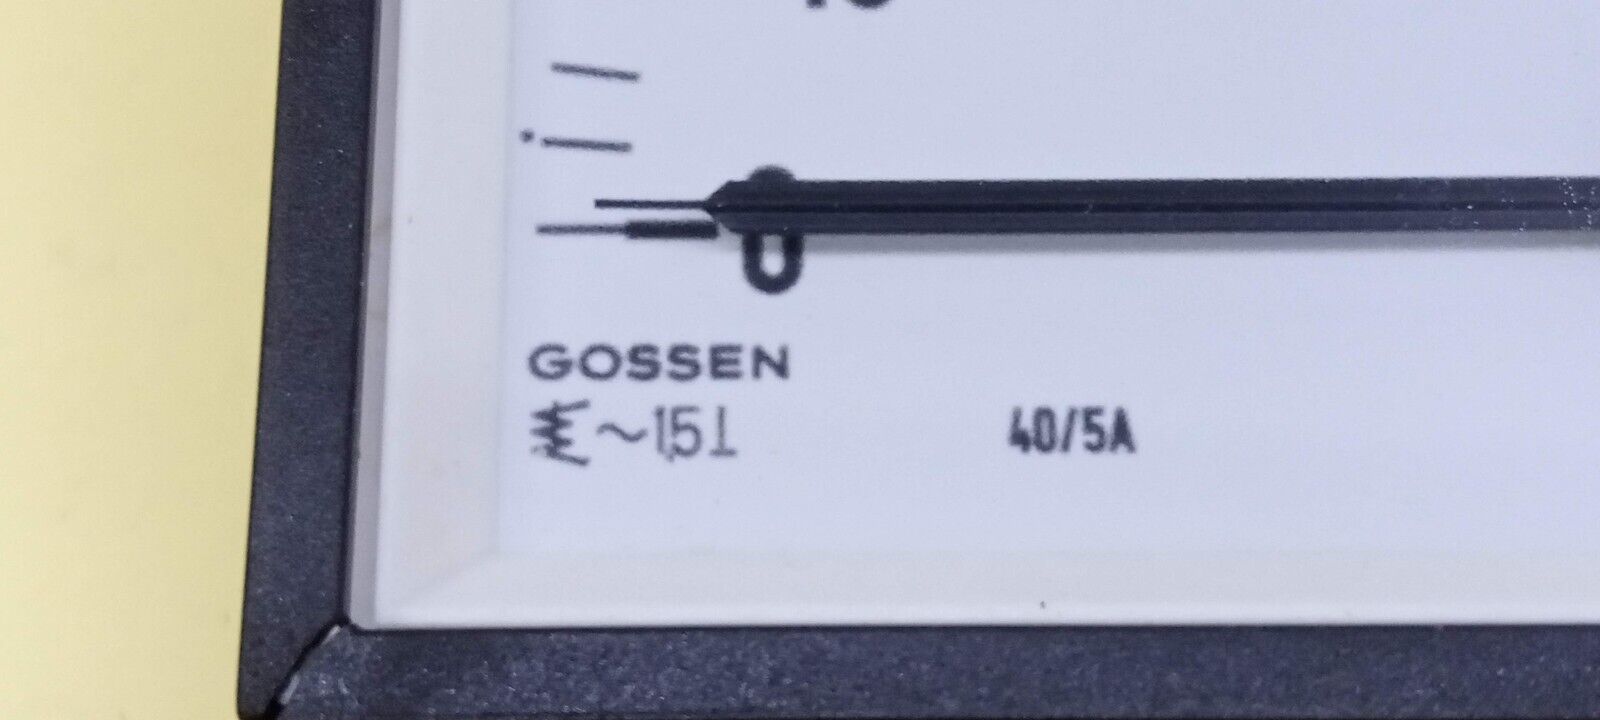 0
GOSSEN
~1,5⊥
40/5A